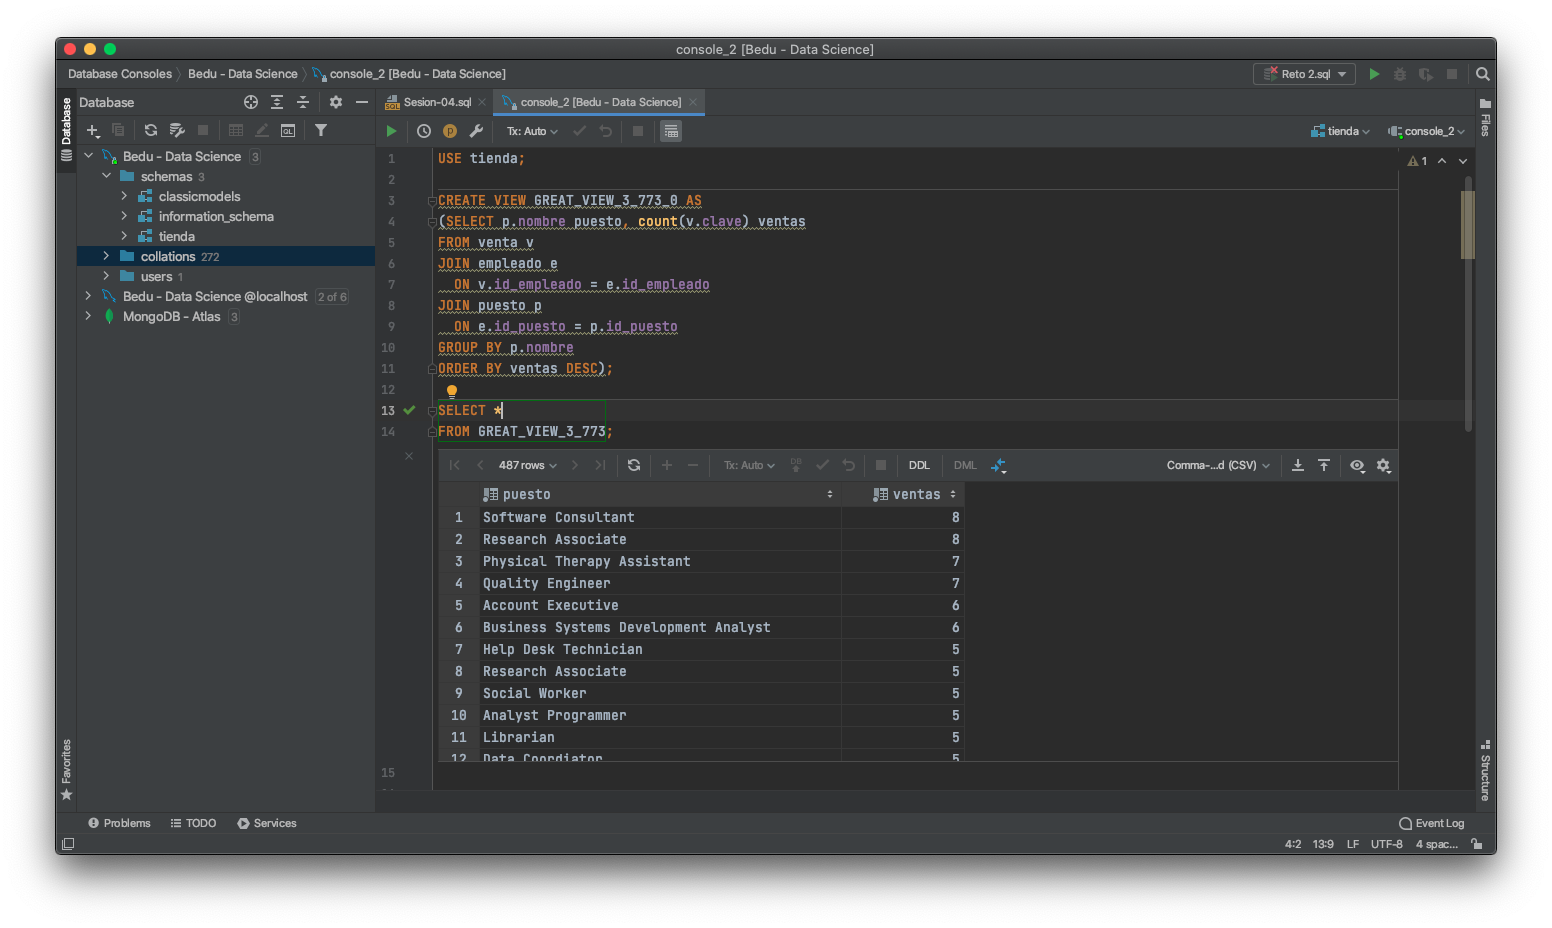 console_2 [Bedu - Data Science]
Database Consoles
Bedu - Data Science
console_2 [Bedu - Data Science]
Reto 2.sql
Database
Database
Sesion-04.sql
console_2 [Bedu - Data Science]
Files
Tx: Auto
tienda
console_2
Bedu - Data Science 3
schemas 3
classicmodels
information_schema
tienda
collations 272
users 1
Bedu - Data Science @localhost 2 of 6
MongoDB - Atlas 3
1
1 USE tienda;
2
3 CREATE VIEW GREAT_VIEW_3_773_0 AS
4 (SELECT p.nombre puesto, count(v.clave) ventas
5 FROM venta v
6 JOIN empleado e
7 ON v.id_empleado = e.id_empleado
8 JOIN puesto p
9 ON e.id_puesto = p.id_puesto
10 GROUP BY p.nombre
11 ORDER BY ventas DESC);
12
13 SELECT *
14 FROM GREAT_VIEW_3_773;
487 rows
Tx: Auto
DB
DDL
DML
Comma-...d (CSV)
puesto ventas
1 Software Consultant 8
2 Research Associate 8
3 Physical Therapy Assistant 7
4 Quality Engineer 7
5 Account Executive 6
6 Business Systems Development Analyst 6
7 Help Desk Technician 5
8 Research Associate 5
9 Social Worker 5
10 Analyst Programmer 5
11 Librarian 5
12 Data Coordiator 5
15
Favorites
Structure
Problems
TODO
Services
Event Log
4:2 13:9 LF UTF-8 4 spac...